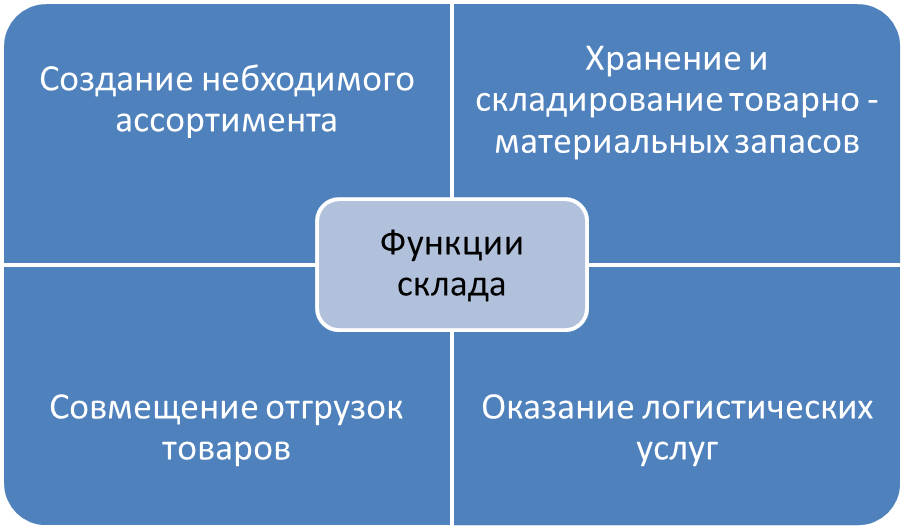 Создание небходимого
ассортимента
Хранение и
складирование товарно -
материальных запасов
Функции
склада
Совмещение отгрузок
товаров
Оказание логистических
услуг